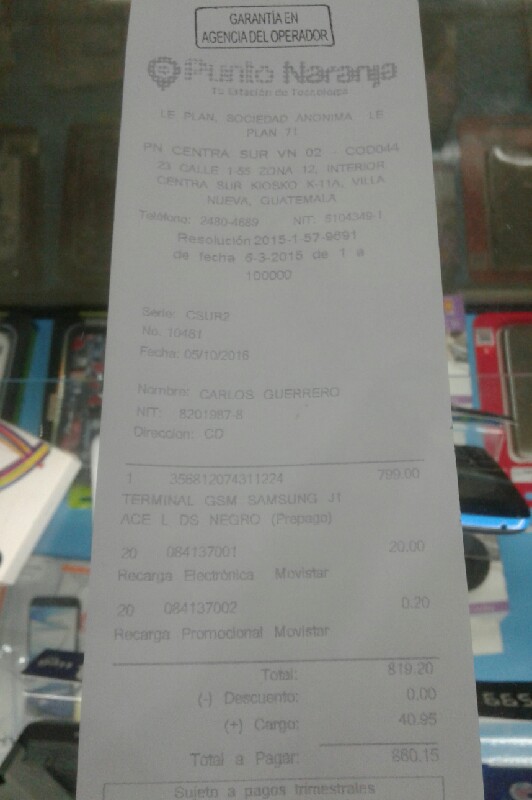 GARANTÍA EN
AGENCIA DEL OPERADOR
Punto Naranja
Tu Estación de Tecnología
LE PLAN, SOCIEDAD ANONIMA. LE
PLAN 71
PN CENTRA SUR VN 02 - COD044
23 CALLE 1-55 ZONA 12, INTERIOR
CENTRA SUR KIOSKO K-11A, VILLA
NUEVA, GUATEMALA
Teléfono: 2480-4689 NIT: 5104349-1
Resolución 2015-1-57-9691
de fecha 6-3-2015 de 1 a
100000
Serie: CSUR2
No. 10481
Fecha: 05/10/2016
Nombre: CARLOS GUERRERO
NIT: 8201967-8
Direccion: CD
1 356812074311224 799.00
TERMINAL GSM SAMSUNG J1
ACE L DS NEGRO (Prepago)
20 084137001 20.00
Recarga Electrónica Movistar
20 084137002 0.20
Recarga Promocional Movistar
Total: 819.20
(-) Descuento: 0.00
(+) Cargo: 40.95
Total a Pagar: 860.15
Sujeto a pagos trimestrales